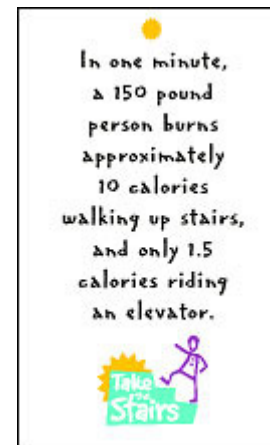 In one minute,
a 150 pound
person burns
approximately
10 calories
walking up stairs,
and only 1.5
calories riding
an elevator.
Take
the
Stairs